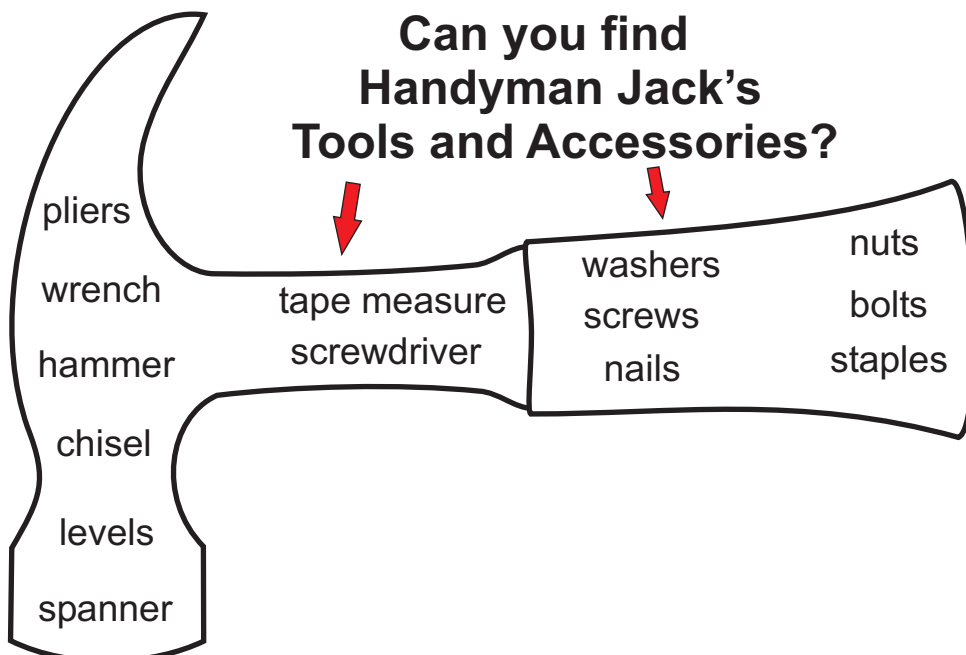 Can you find
Handyman Jack's
Tools and Accessories?
pliers
wrench
hammer
chisel
levels
spanner
tape measure
screwdriver
washers
screws
nails
nuts
bolts
staples